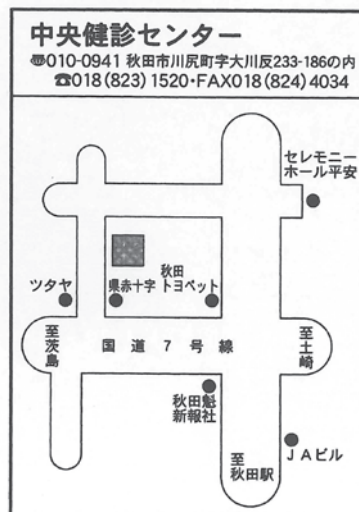 中央健診センター
〠010-0941 秋田市川尻町字大川反233-186の内
☎018(823)1520・FAX018(824)4034
セレモニー
ホール平安
ツタヤ
県赤十字
秋田
トヨペット
至茨島
国道7号線
至土崎
秋田魁
新報社
至
秋田駅
JAビル